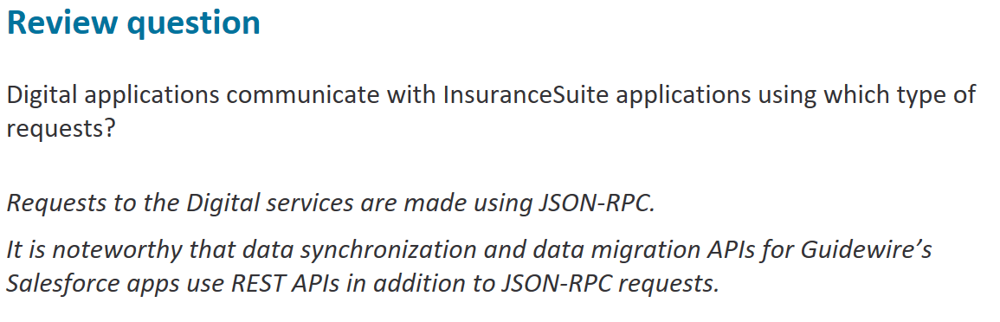 Review question
Digital applications communicate with InsuranceSuite applications using which type of
requests?
Requests to the Digital services are made using JSON-RPC.
It is noteworthy that data synchronization and data migration APIs for Guidewire’s
Salesforce apps use REST APIs in addition to JSON-RPC requests.